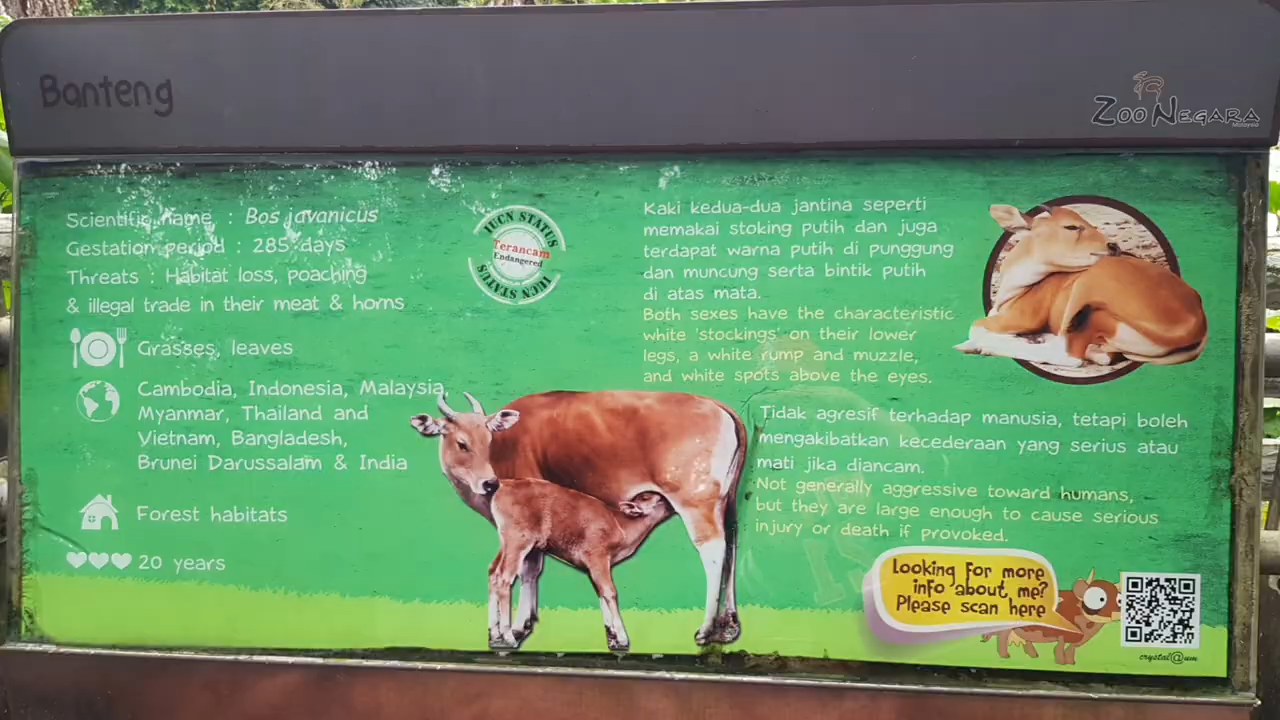 Banteng
Zoo Negara
Malaysia
Scientific name : Bos javanicus
Gestation period : 285 days
Threats : Habitat loss, poaching
& illegal trade in their meat & horns
Grasses, leaves
Cambodia, Indonesia, Malaysia,
Myanmar, Thailand and
Vietnam, Bangladesh,
Brunei Darussalam & India
Forest habitats
20 years
IUCN STATUS
Terancam
Endangered
IUCN STATUS
Kaki kedua-dua jantina seperti
memakai stoking putih dan juga
terdapat warna putih di punggung
dan muncung serta bintik putih
di atas mata.
Both sexes have the characteristic
white 'stockings' on their lower
legs, a white rump and muzzle,
and white spots above the eyes.
Tidak agresif terhadap manusia, tetapi boleh
mengakibatkan kecederaan yang serius atau
mati jika diancam.
Not generally aggressive toward humans,
but they are large enough to cause serious
injury or death if provoked.
Looking for more
info about me?
Please scan here
crystal@um